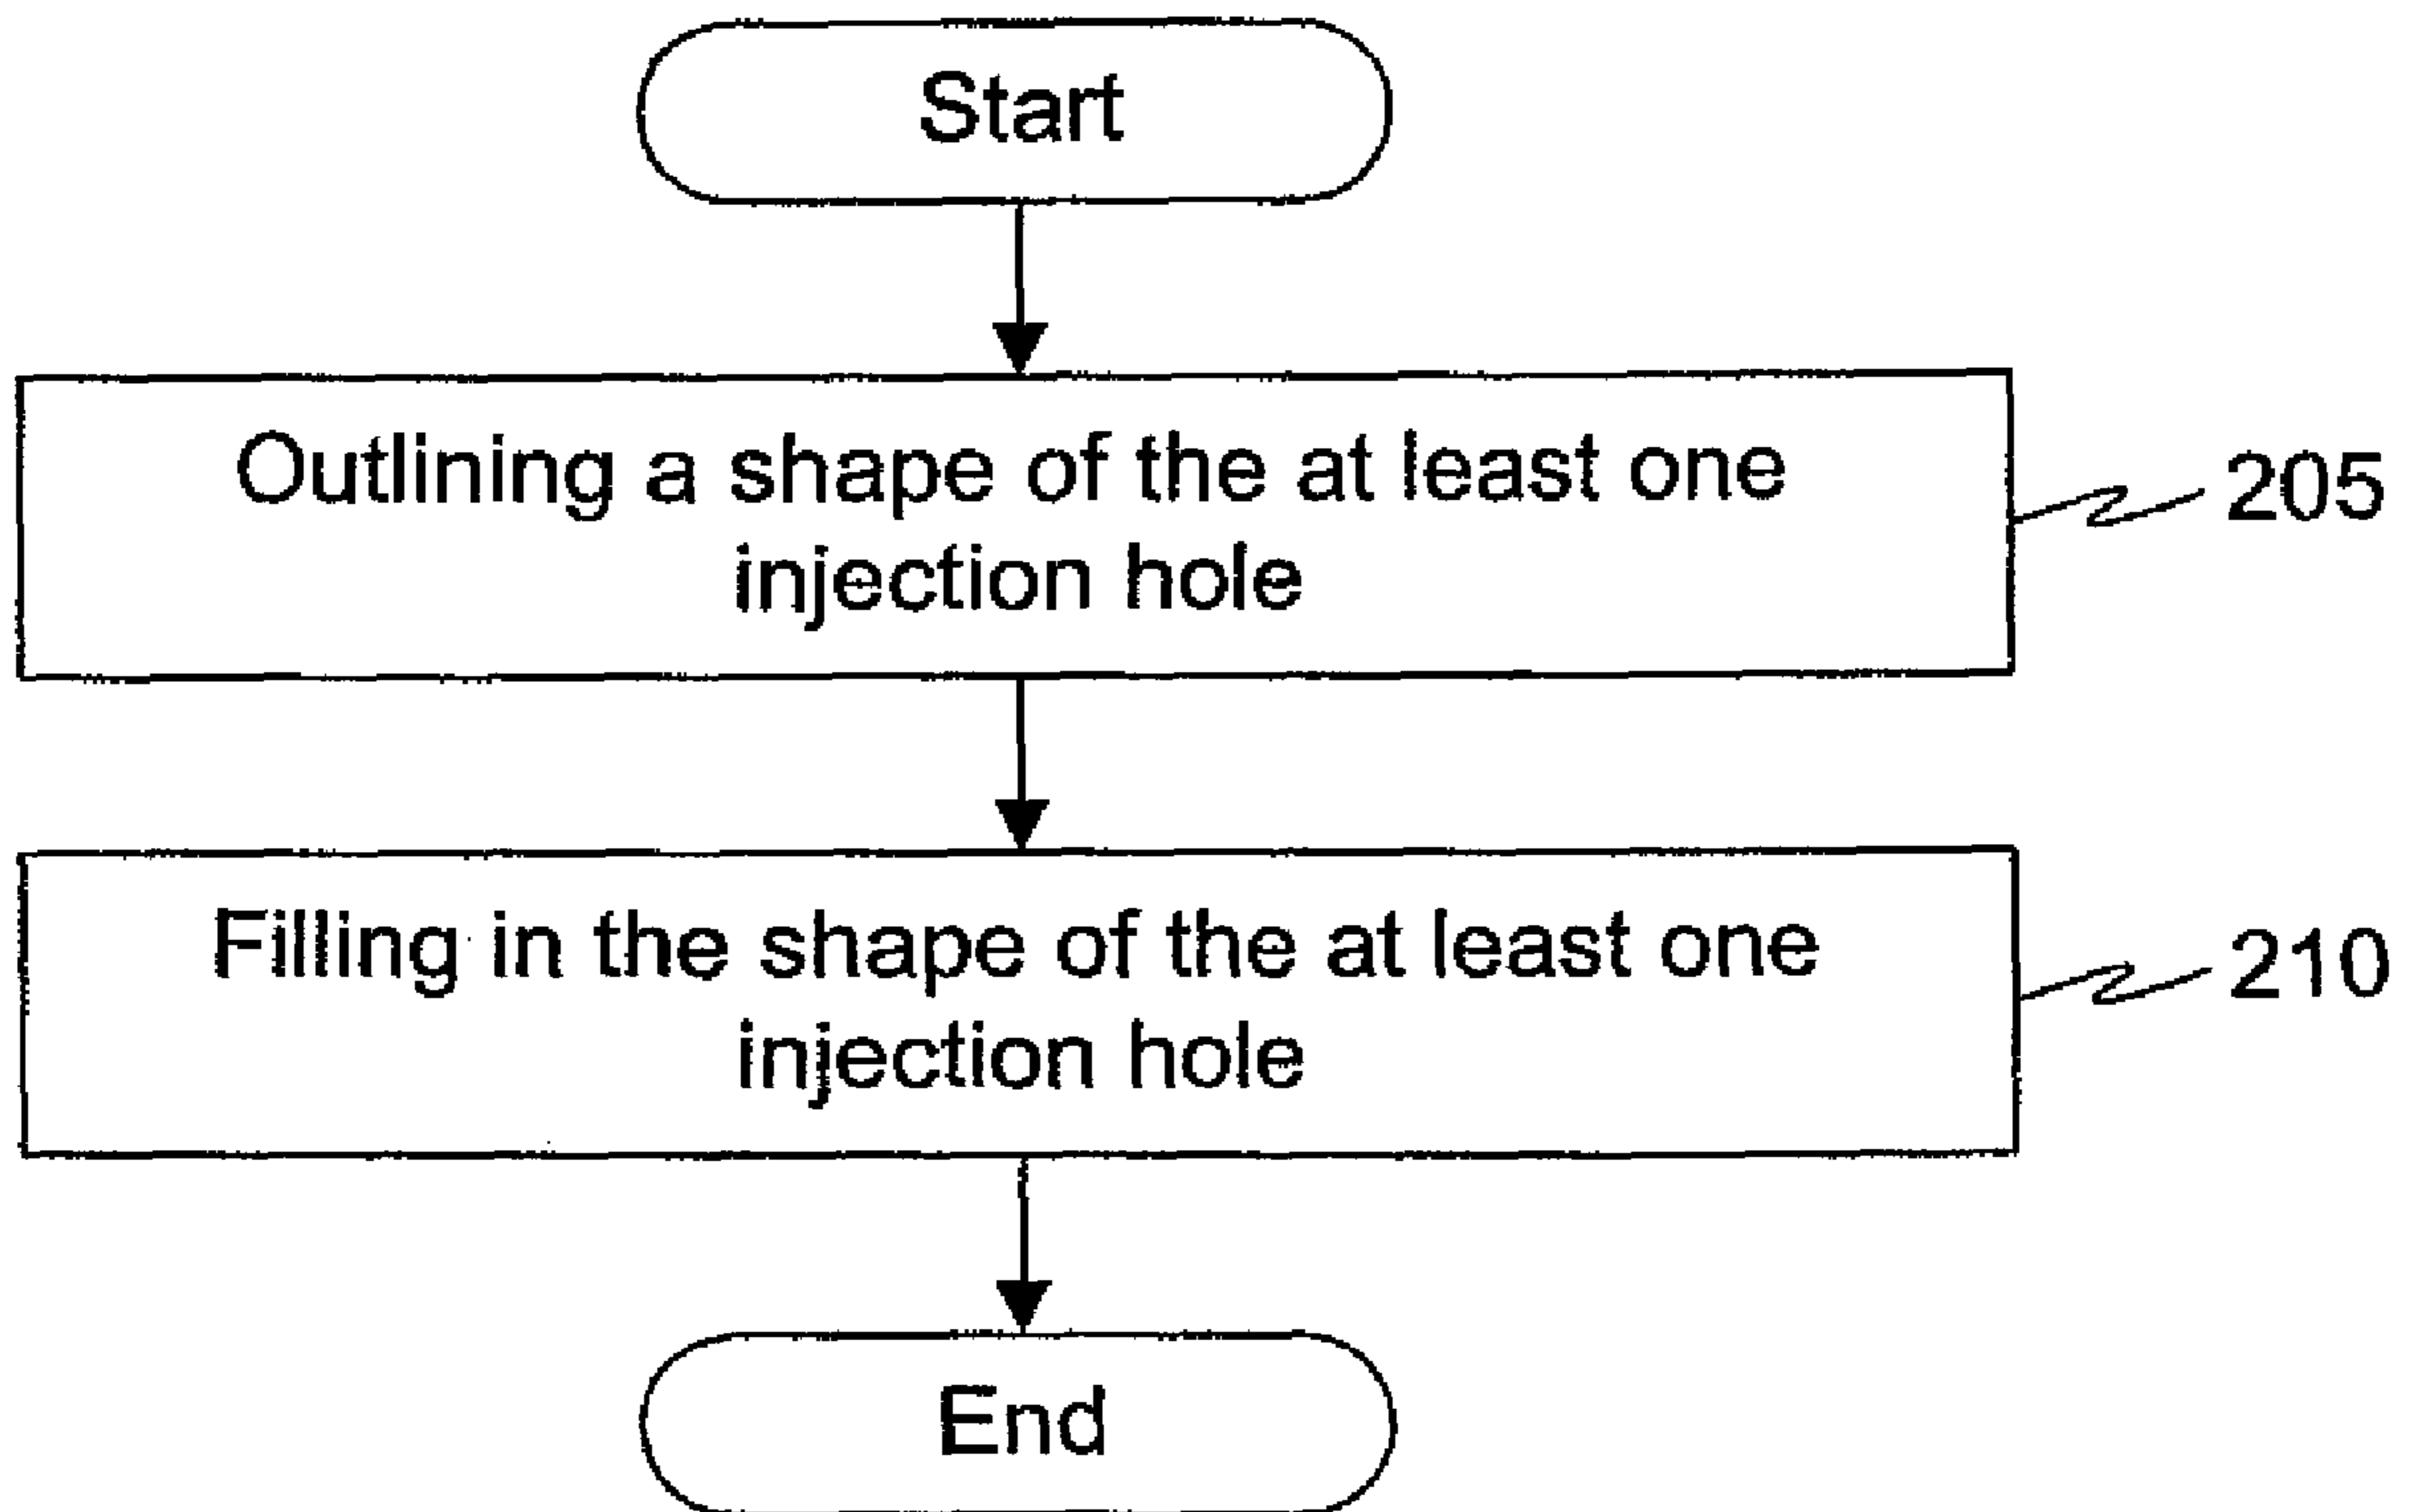 Start
Outlining a shape of the at least one
injection hole
205
Filling in the shape of the at least one
injection hole
210
End